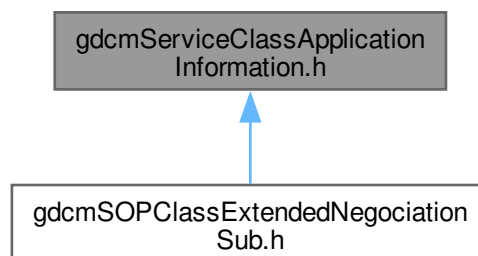 gdcmServiceClassApplication
Information.h
gdcmSOPClassExtendedNegociation
Sub.h